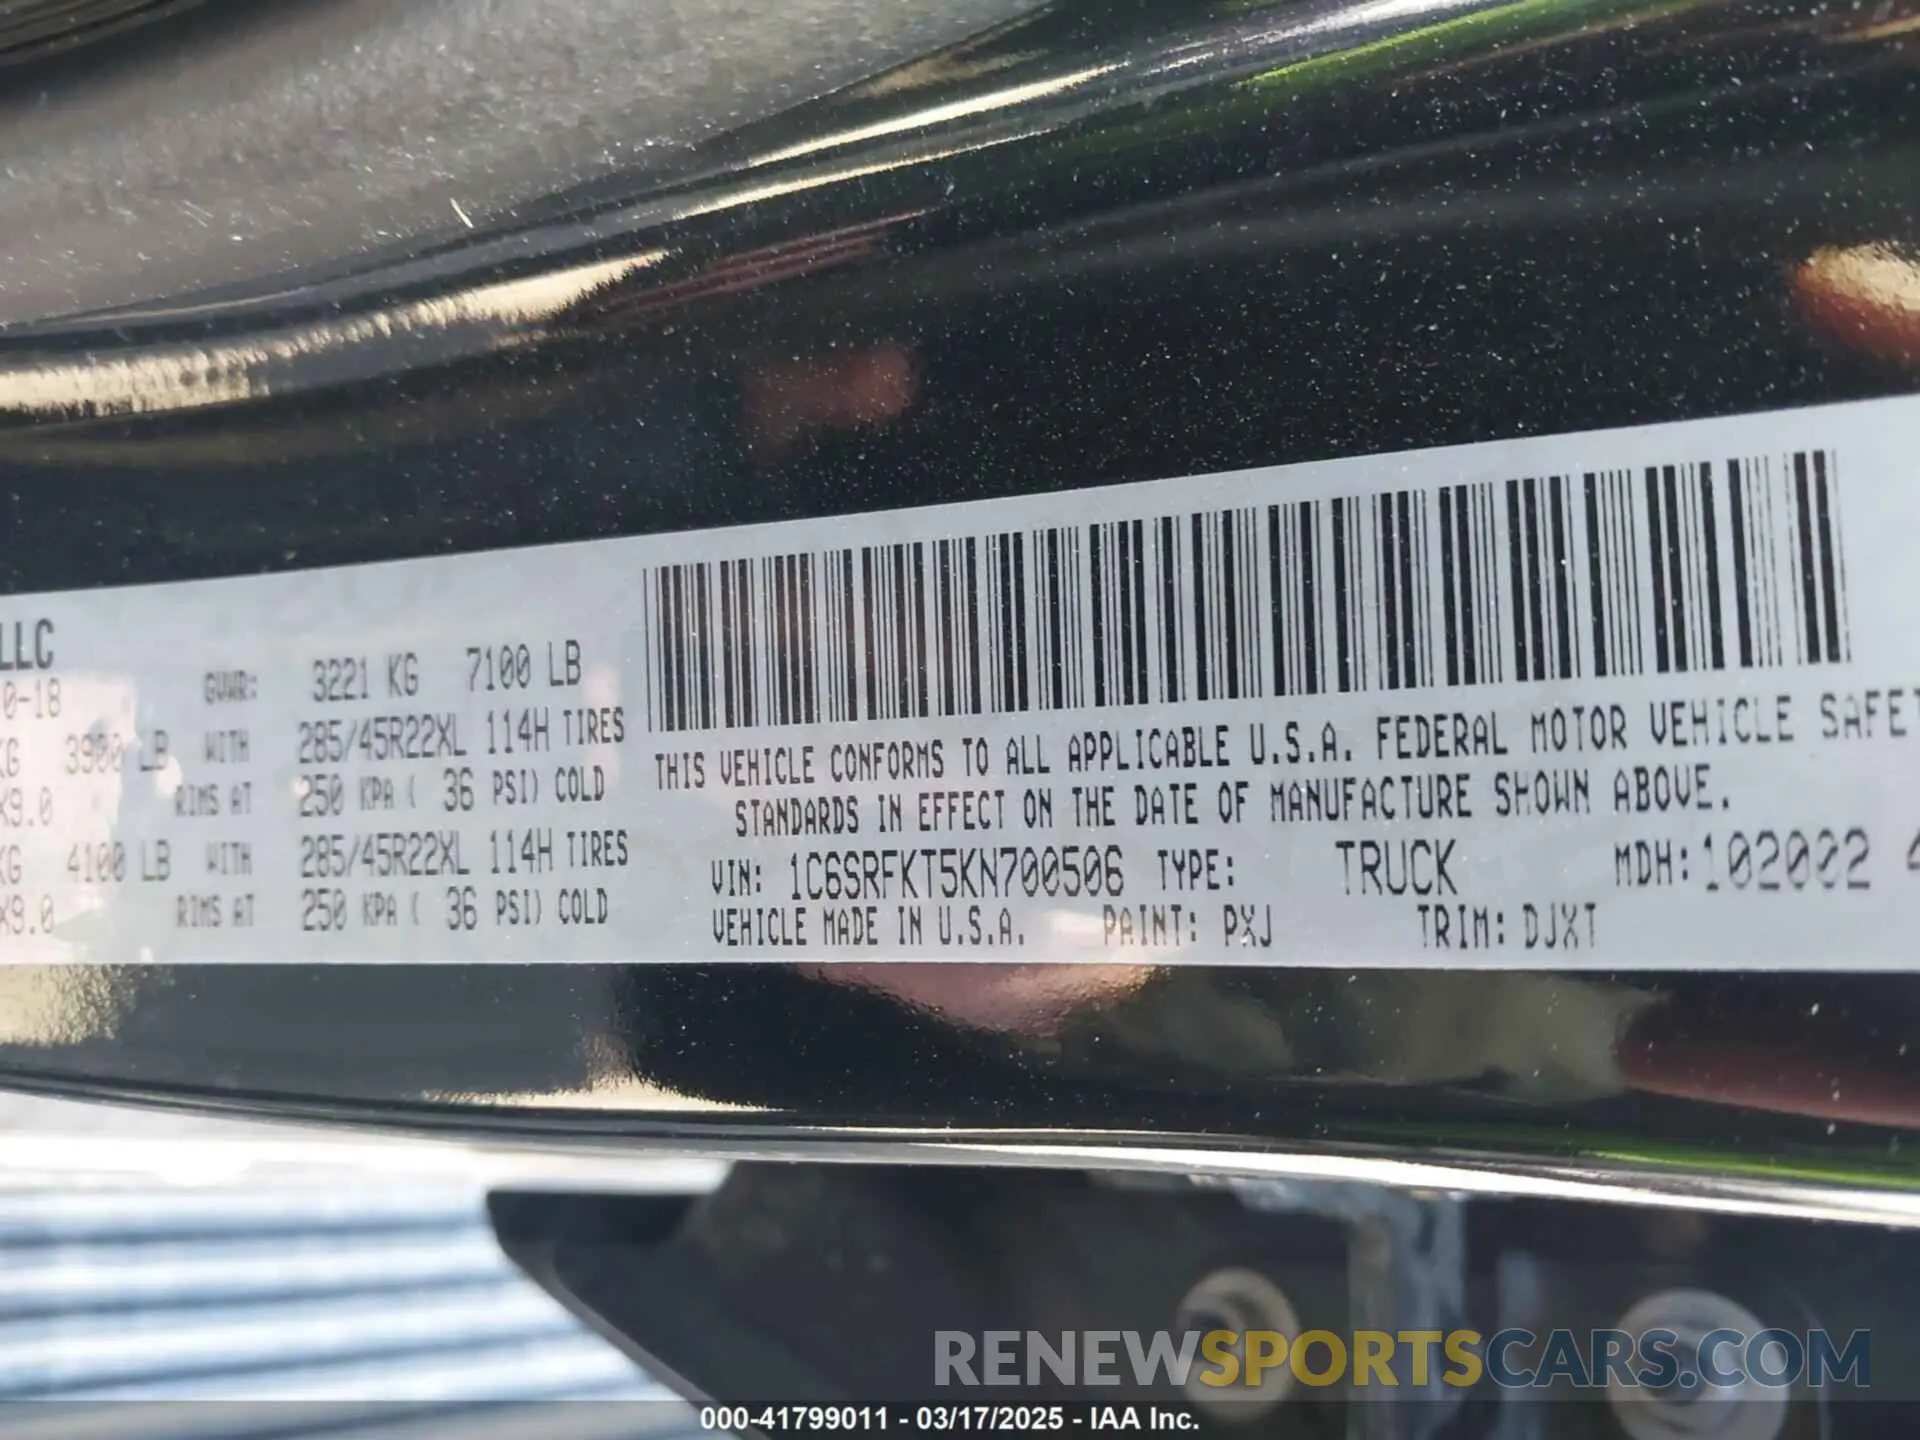 LLC
0-18
GVWR: 3221 KG 7100 LB
KG 3900 LB WITH 285/45R22XL 114H TIRES
X9.0 RIMS AT 250 KPA ( 36 PSI) COLD
KG 4100 LB WITH 285/45R22XL 114H TIRES
X9.0 RIMS AT 250 KPA ( 36 PSI) COLD
THIS VEHICLE CONFORMS TO ALL APPLICABLE U.S.A. FEDERAL MOTOR VEHICLE SAFET
STANDARDS IN EFFECT ON THE DATE OF MANUFACTURE SHOWN ABOVE.
VIN: 1C6SRFKT5KN700506 TYPE: TRUCK MDH: 102002 4
VEHICLE MADE IN U.S.A. PAINT: PXJ TRIM: DJXT
RENEWSPORTSCARS.COM
000-41799011 - 03/17/2025 - IAA Inc.